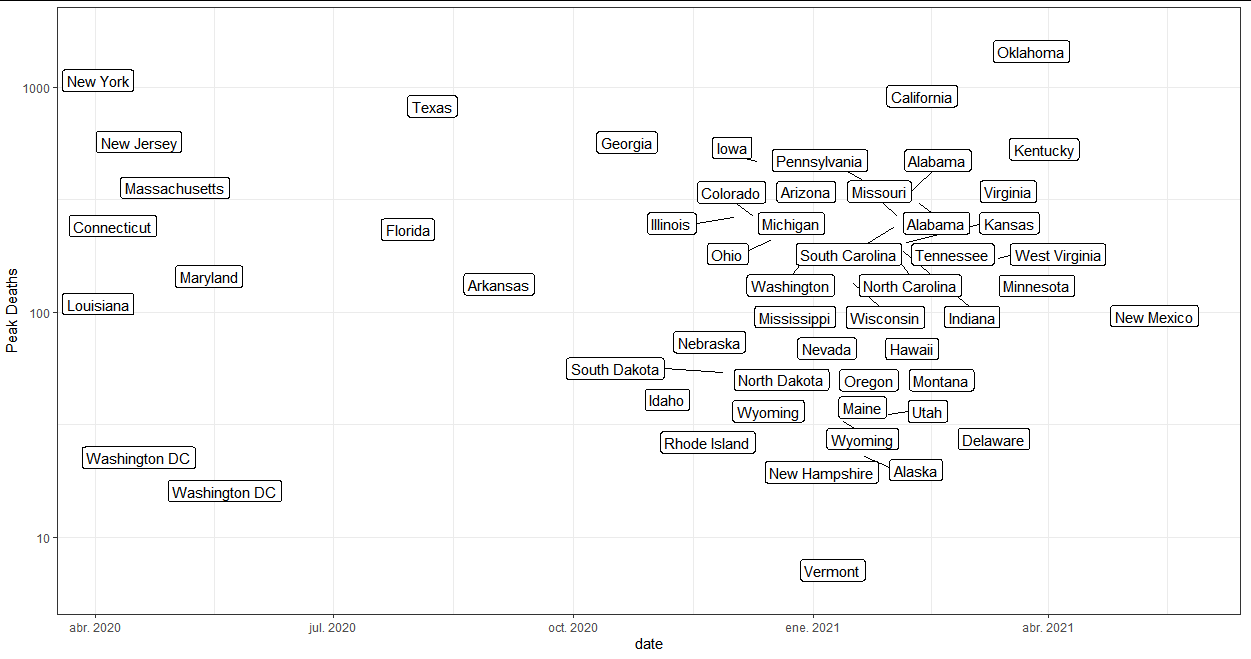 Oklahoma
New York
California
1000
Texas
New Jersey
Georgia
Iowa
Kentucky
Pennsylvania
Alabama
Massachusetts
Colorado
Arizona
Missouri
Virginia
Connecticut
Florida
Illinois
Michigan
Alabama
Kansas
Ohio
South Carolina
Tennessee
West Virginia
Maryland
Arkansas
Washington
North Carolina
Minnesota
Louisiana
100
Mississippi
Wisconsin
Indiana
New Mexico
Nebraska
Nevada
Hawaii
South Dakota
North Dakota
Oregon
Montana
Idaho
Wyoming
Maine
Utah
Rhode Island
Wyoming
Delaware
Washington DC
New Hampshire
Alaska
Washington DC
10
Vermont
Peak Deaths
abr. 2020
jul. 2020
oct. 2020
ene. 2021
abr. 2021
date